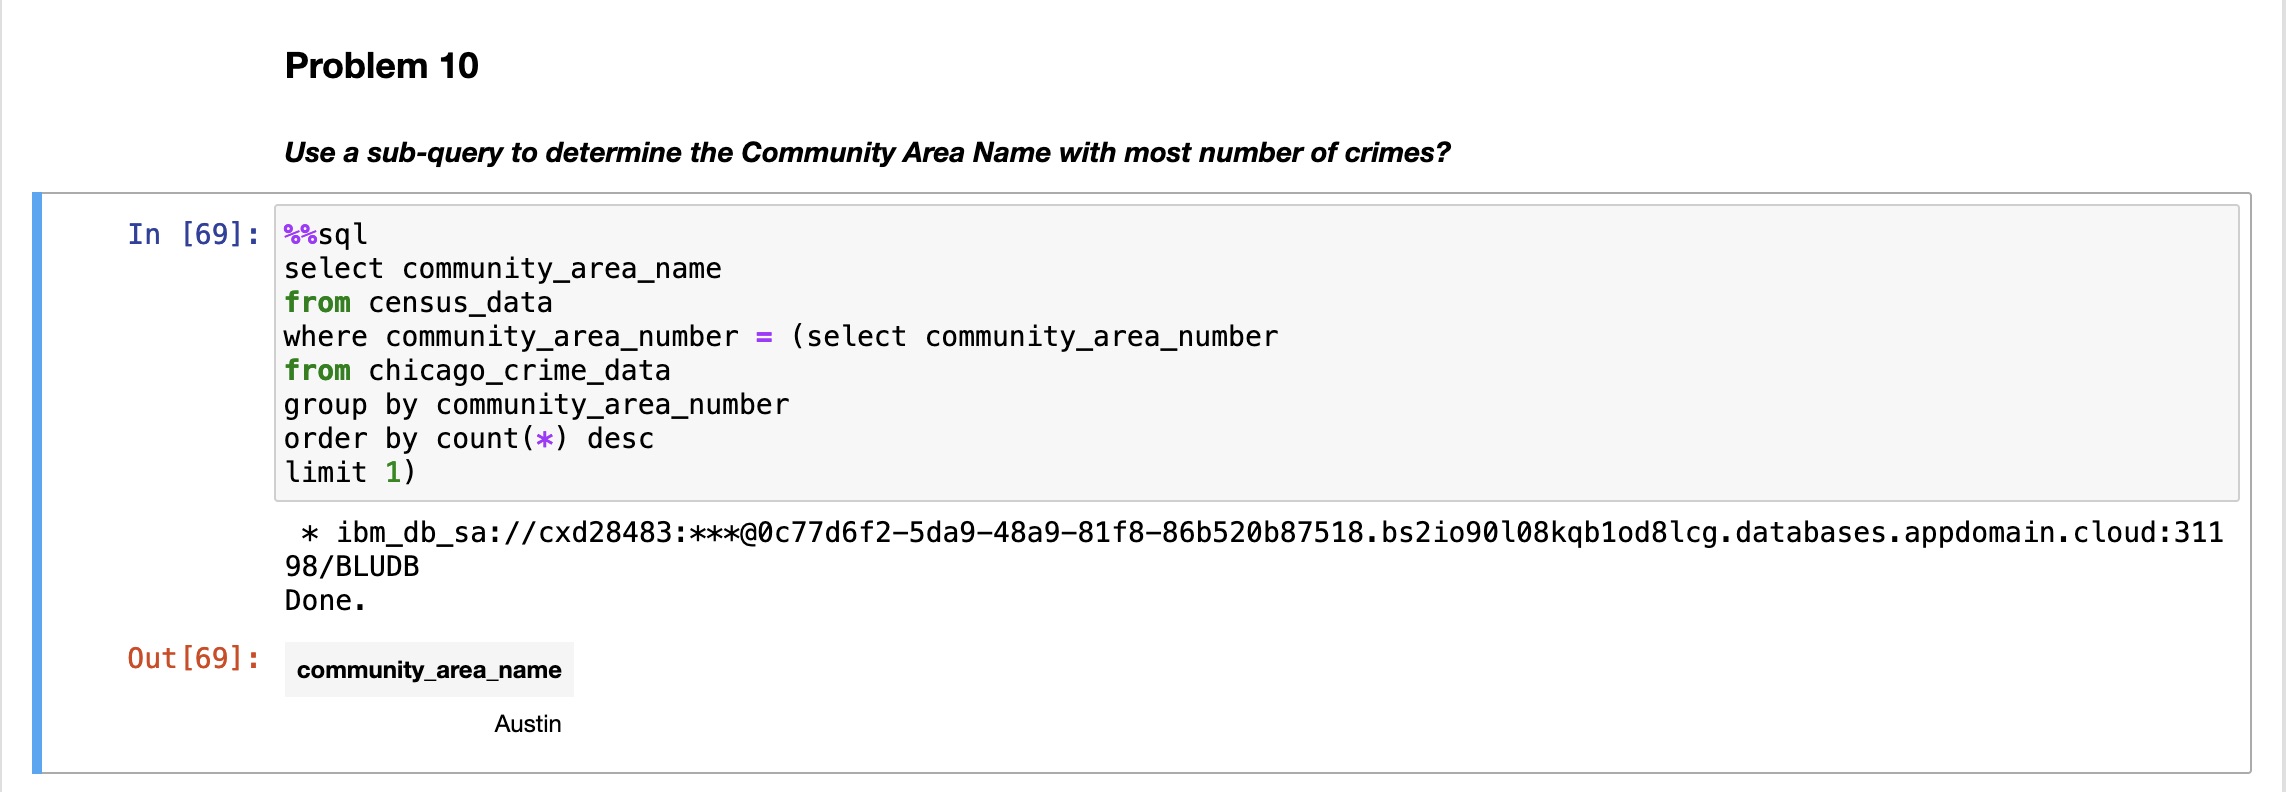 Problem 10
Use a sub-query to determine the Community Area Name with most number of crimes?
In [69]:
%%sql
select community_area_name
from census_data
where community_area_number = (select community_area_number
from chicago_crime_data
group by community_area_number
order by count(*) desc
limit 1)
* ibm_db_sa://cxd28483:***@0c77d6f2-5da9-48a9-81f8-86b520b87518.bs2io90l08kqb1od8lcg.databases.appdomain.cloud:311
98/BLUDB
Done.
Out[69]:
community_area_name
Austin